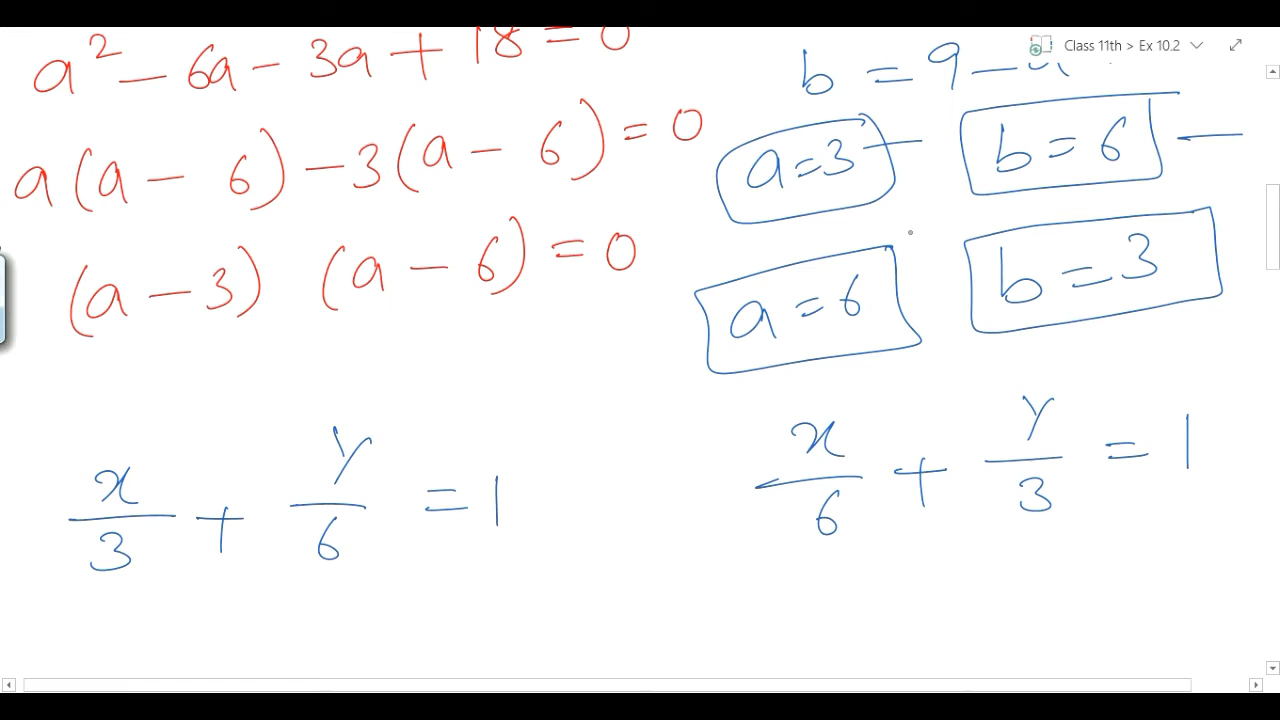 Class 11th > Ex 10.2
a² – 6a – 3a + 18 = 0
a(a – 6) – 3(a – 6) = 0
(a – 3) (a – 6) = 0
x/3 + y/6 = 1
b = 9 – a
a = 3 – b = 6 –
a = 6 b = 3
x/6 + y/3 = 1